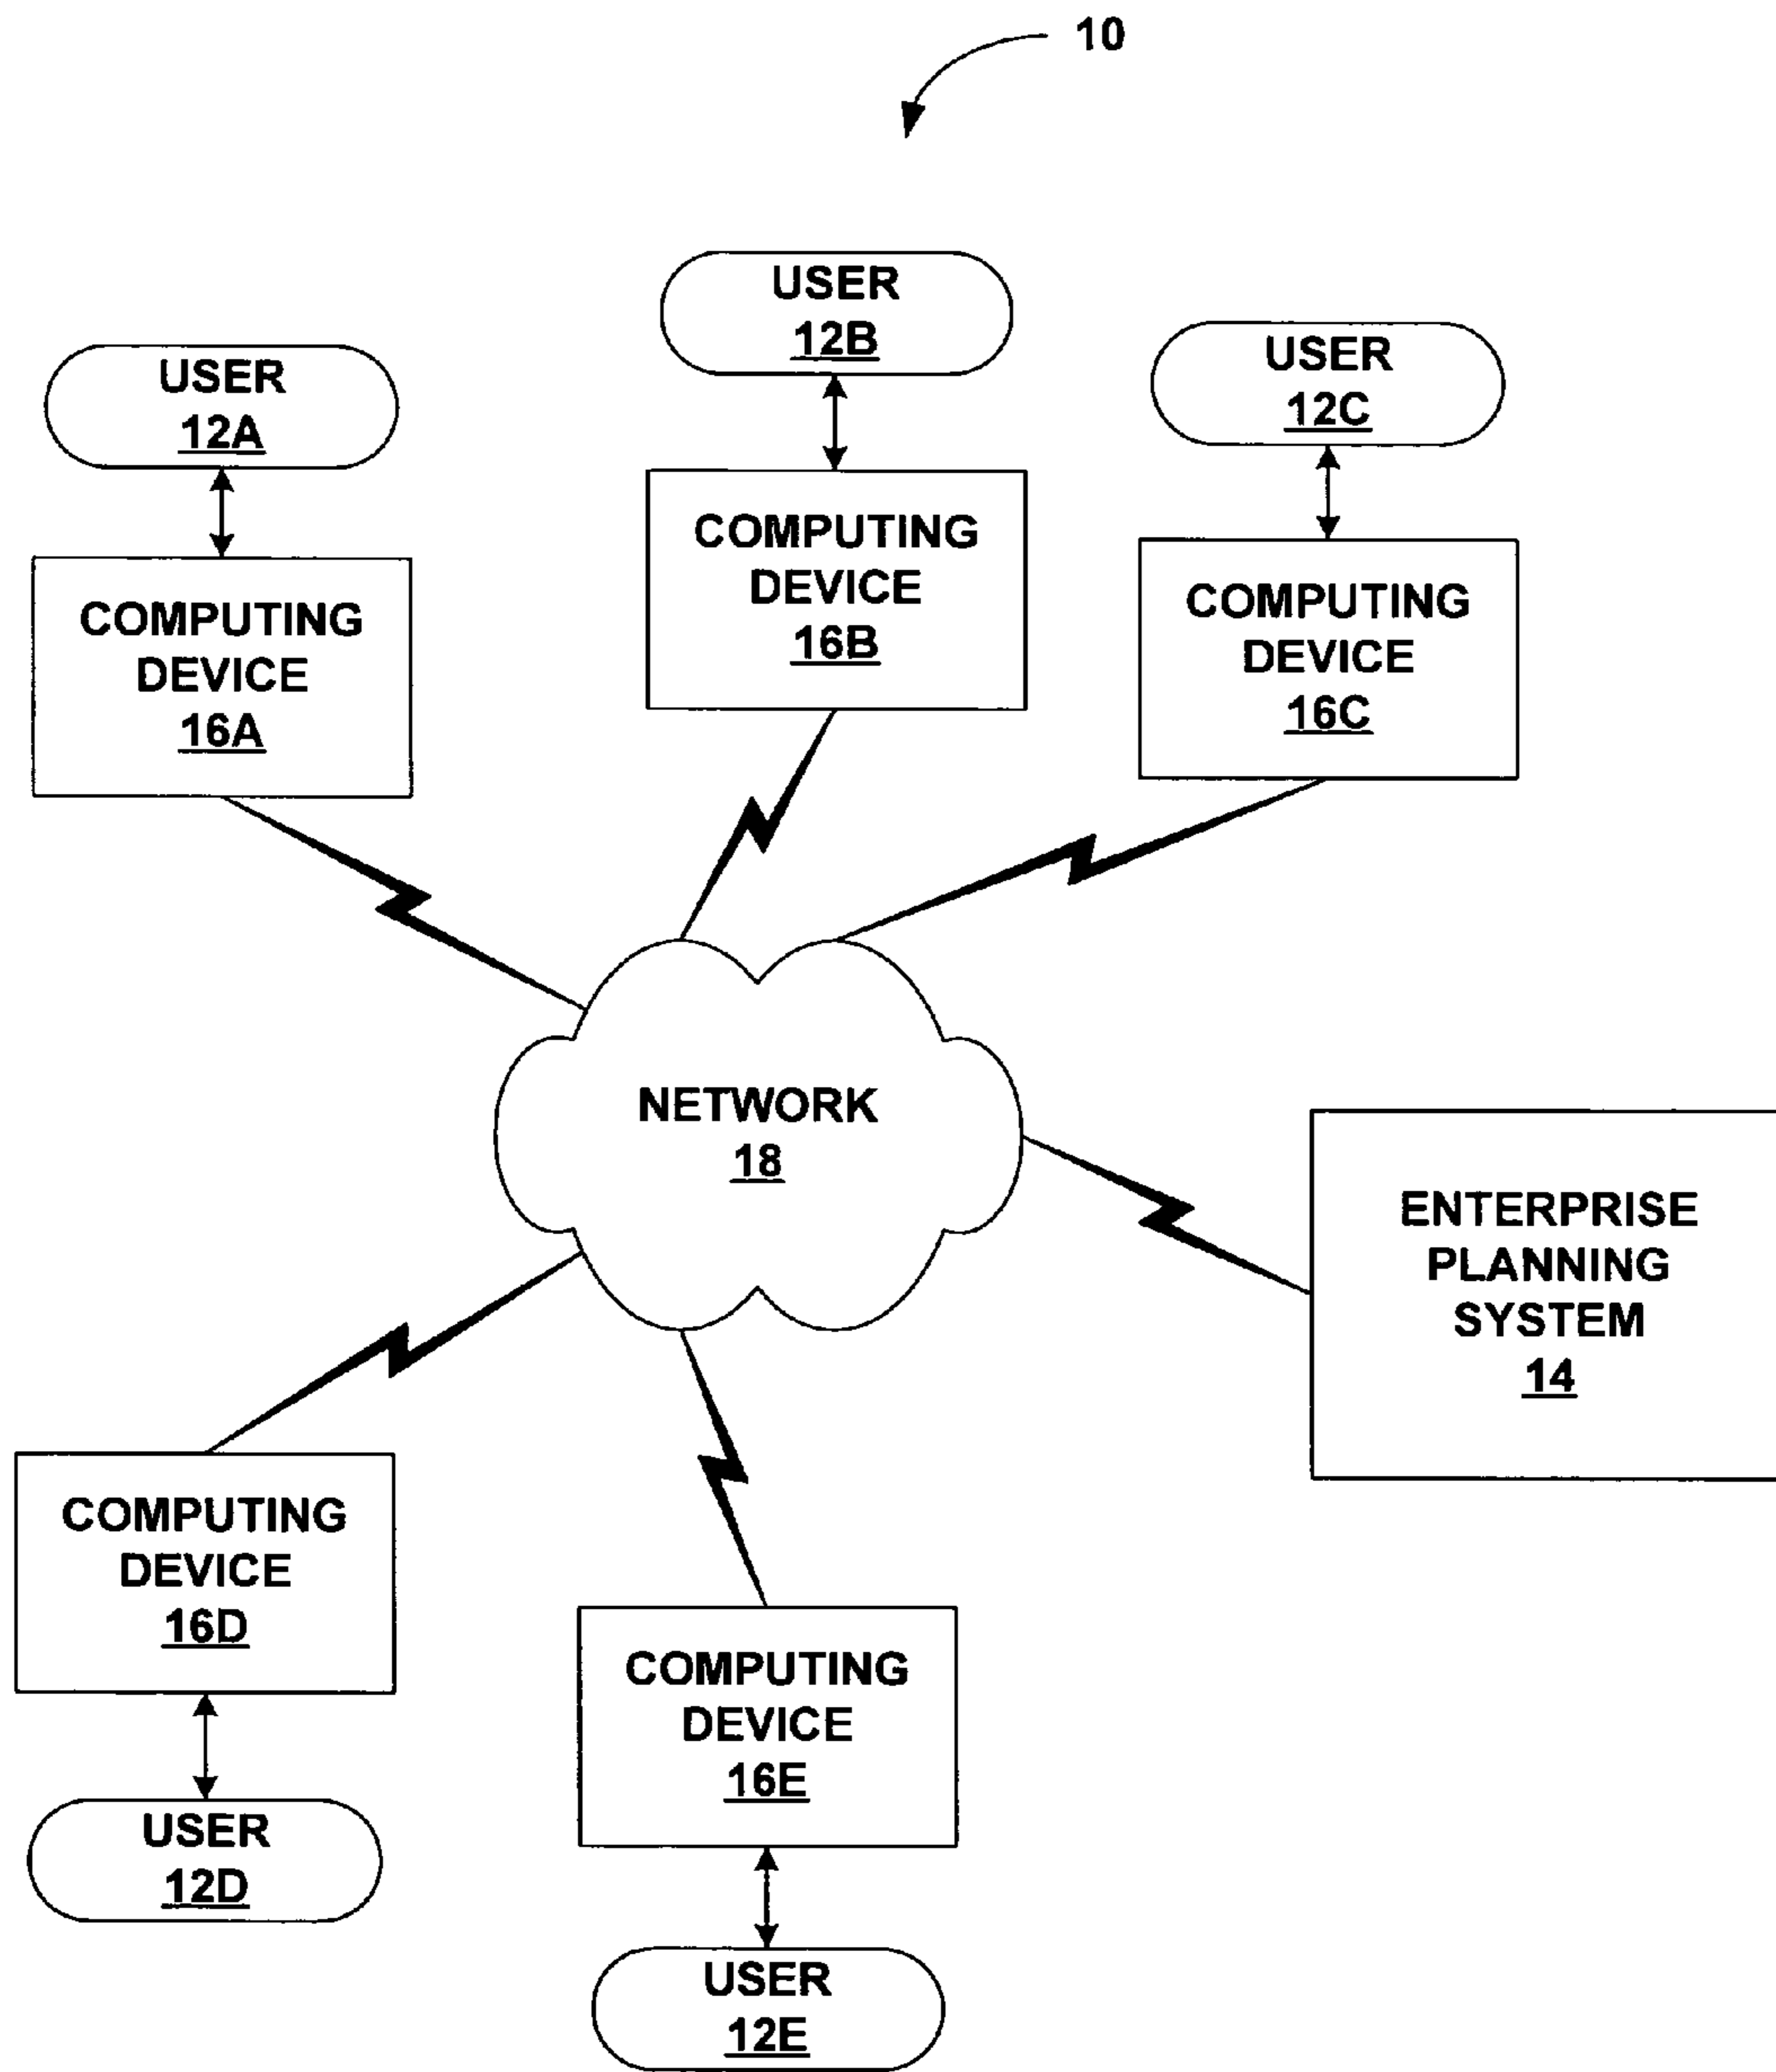 10
USER
12B
USER
12C
USER
12A
COMPUTING
DEVICE
16B
COMPUTING
DEVICE
16C
COMPUTING
DEVICE
16A
NETWORK
18
ENTERPRISE
PLANNING
SYSTEM
14
COMPUTING
DEVICE
16D
COMPUTING
DEVICE
16E
USER
12D
USER
12E